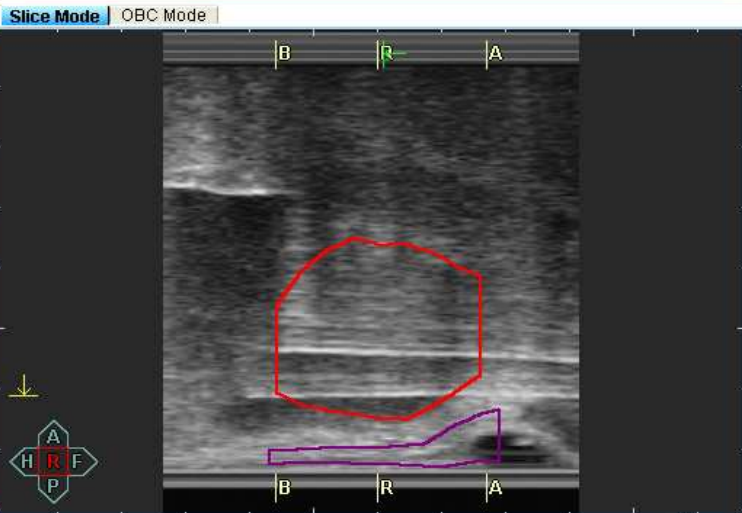 Slice Mode OBC Mode
B R A
A
H R F
P
B R A